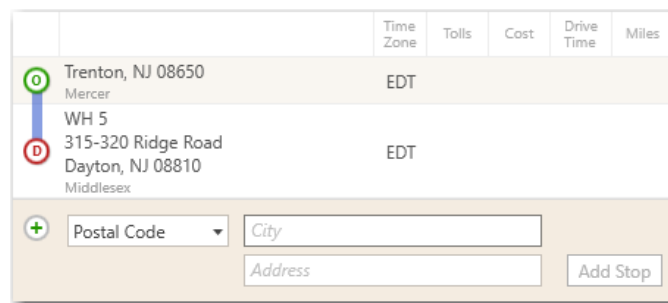 Time Zone Tolls Cost Drive Time Miles
O Trenton, NJ 08650 EDT
Mercer
WH 5
315-320 Ridge Road
D Dayton, NJ 08810 EDT
Middlesex
+ Postal Code City
Address Add Stop